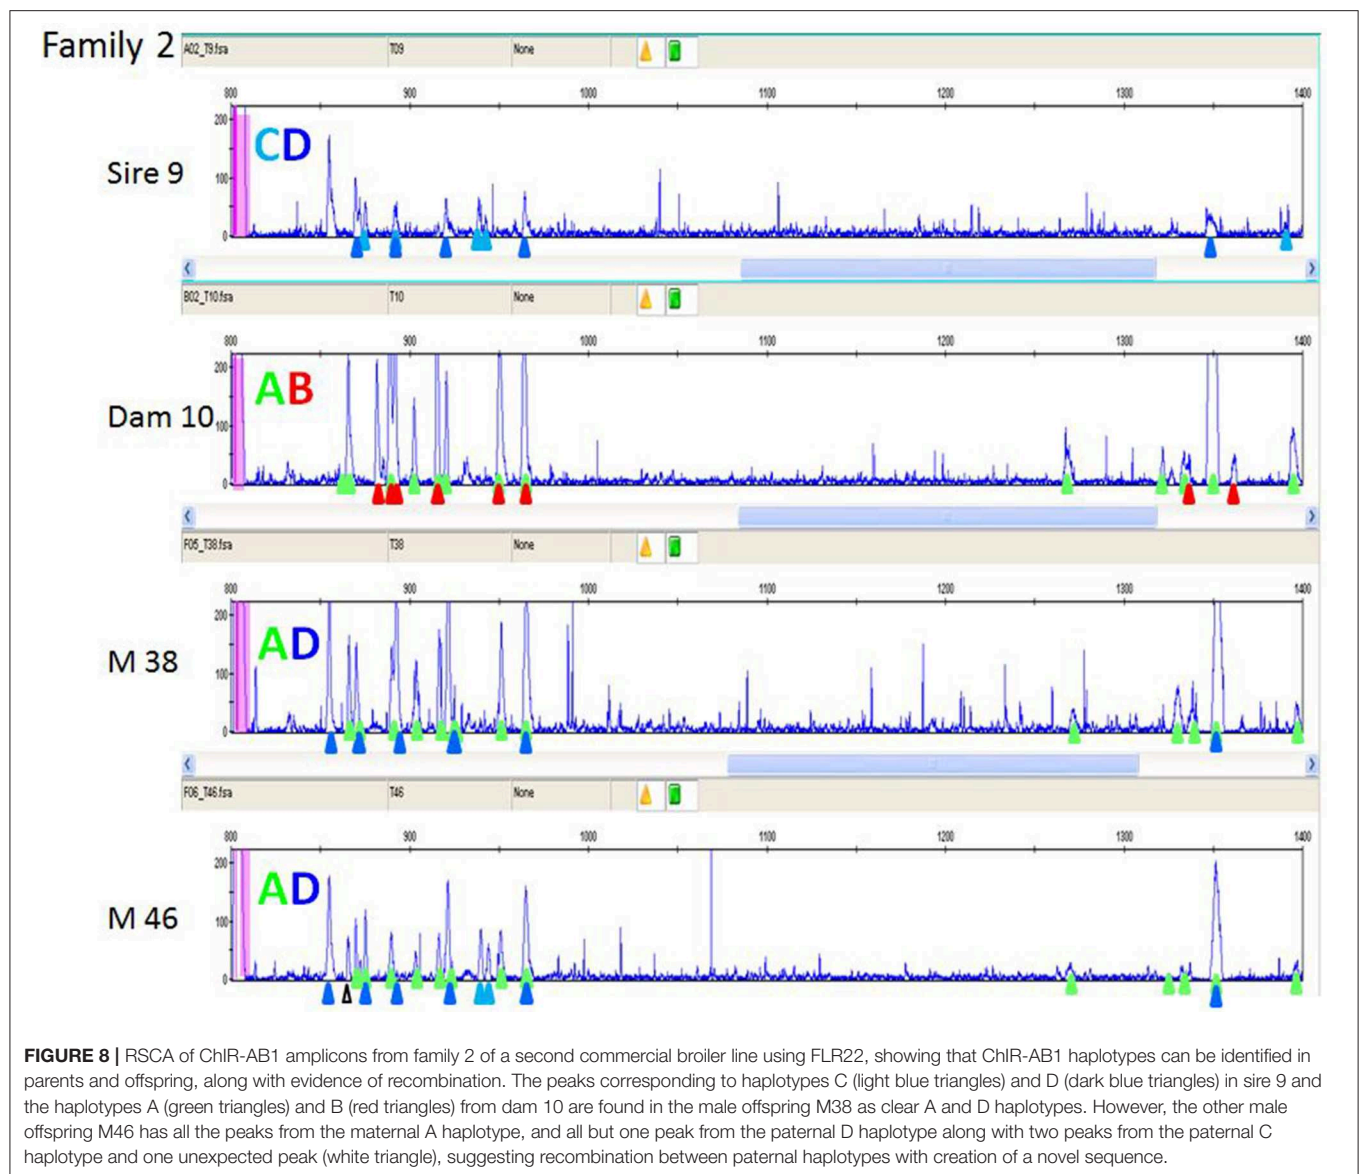 Family 2
A02_T9.fsa T09 None
800 900 1000 1100 1200 1300 1400
200
100
0
CD
Sire 9
B02_T10.fsa T10 None
800 900 1000 1100 1200 1300 1400
200
100
0
AB
Dam 10
F05_T38.fsa T38 None
800 900 1000 1100 1200 1300 1400
200
100
0
AD
M 38
F06_T46.fsa T46 None
800 900 1000 1100 1200 1300 1400
200
100
0
AD
M 46
FIGURE 8 | RSCA of ChIR-AB1 amplicons from family 2 of a second commercial broiler line using FLR22, showing that ChIR-AB1 haplotypes can be identified in
parents and offspring, along with evidence of recombination. The peaks corresponding to haplotypes C (light blue triangles) and D (dark blue triangles) in sire 9 and
the haplotypes A (green triangles) and B (red triangles) from dam 10 are found in the male offspring M38 as clear A and D haplotypes. However, the other male
offspring M46 has all the peaks from the maternal A haplotype, and all but one peak from the paternal D haplotype along with two peaks from the paternal C
haplotype and one unexpected peak (white triangle), suggesting recombination between paternal haplotypes with creation of a novel sequence.